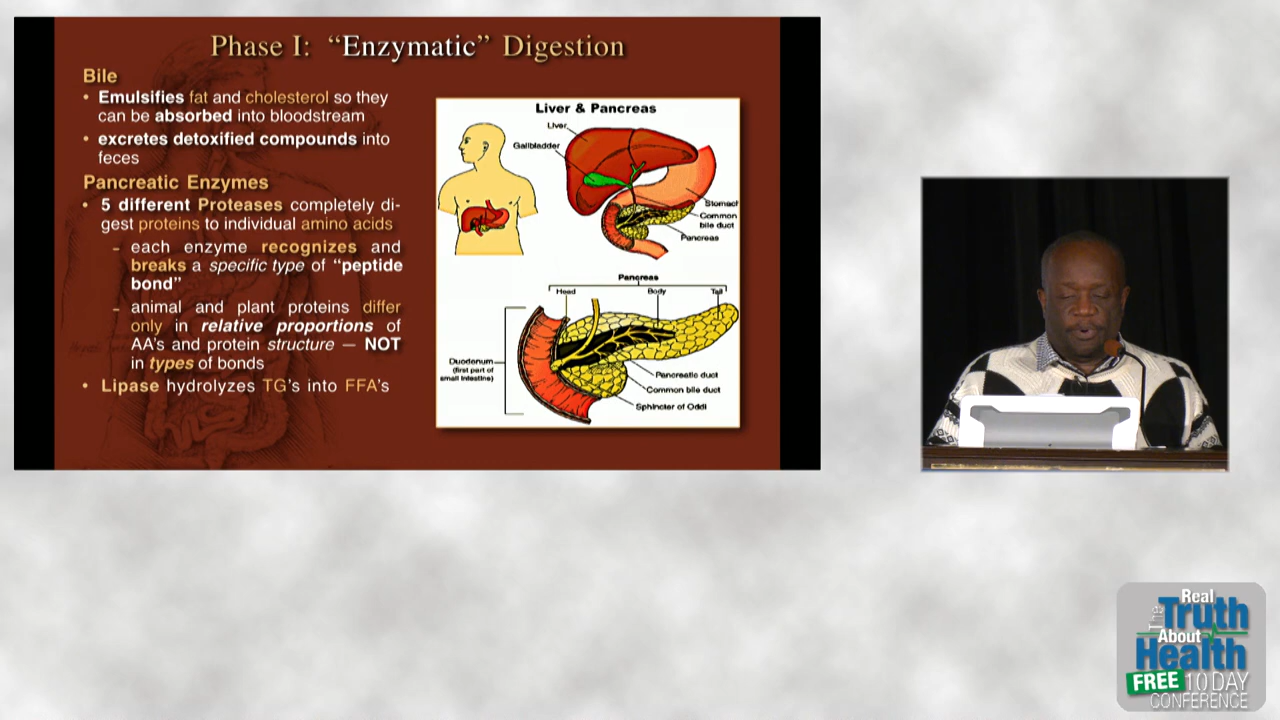 Phase I: “Enzymatic” Digestion
Bile
• Emulsifies fat and cholesterol so they
can be absorbed into bloodstream
• excretes detoxified compounds into
feces
Pancreatic Enzymes
• 5 different Proteases completely di-
gest proteins to individual amino acids
- each enzyme recognizes and
breaks a specific type of “peptide
bond”
- animal and plant proteins differ
only in relative proportions of
AA's and protein structure — NOT
in types of bonds
• Lipase hydrolyzes TG's into FFA's
Liver & Pancreas
Liver
Gallbladder
Stomach
Common
bile duct
Pancreas
Pancreas
Head
Body
Tail
Duodenum
(first part of
small intestine)
Pancreatic duct
Common bile duct
Sphincter of Oddi
The Real
Truth
About
Health
FREE 10 DAY
CONFERENCE